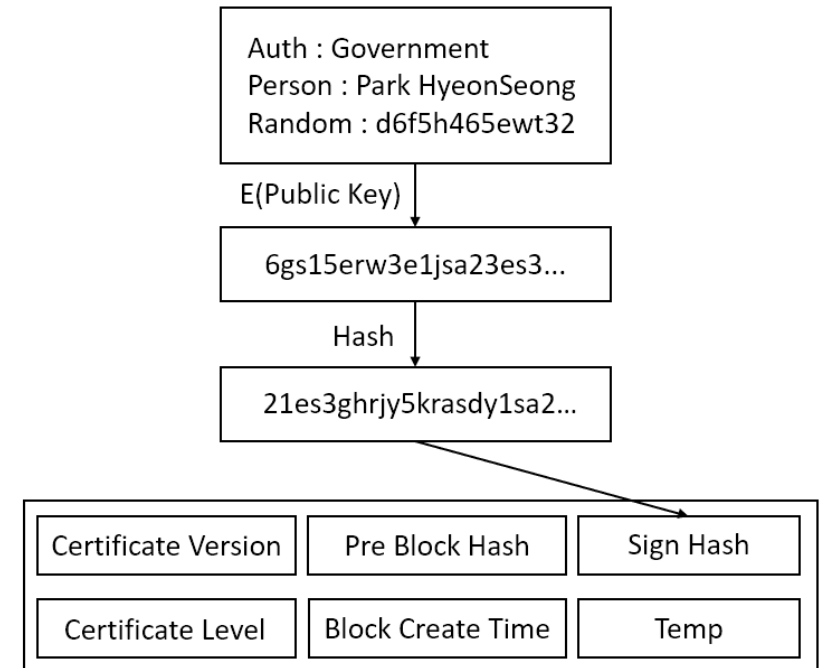 Auth : Government
Person : Park HyeonSeong
Random : d6f5h465ewt32
E(Public Key)
6gs15erw3e1jsa23es3...
Hash
21es3ghrjy5krasdy1sa2...
Certificate Version
Pre Block Hash
Sign Hash
Certificate Level
Block Create Time
Temp